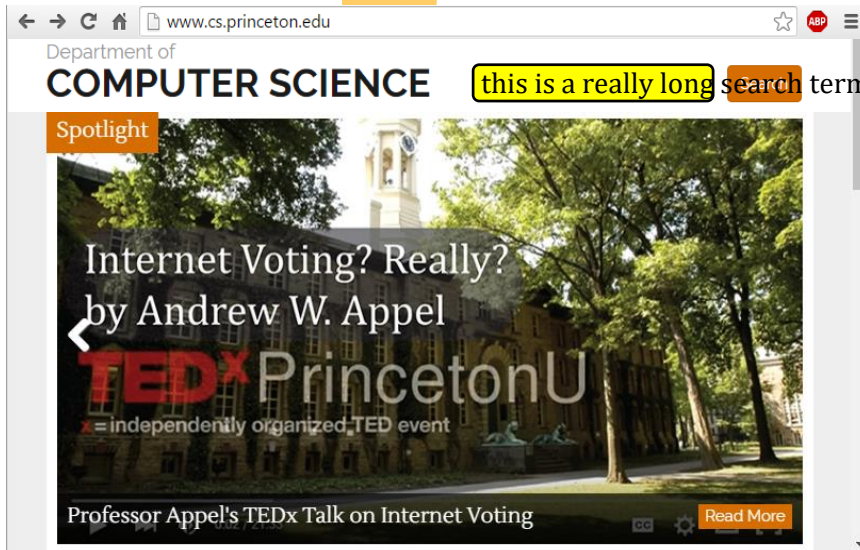 www.cs.princeton.edu
ABP
Department of
COMPUTER SCIENCE
this is a really long search term
Search
Spotlight
Internet Voting? Really?
by Andrew W. Appel
TEDx PrincetonU
x = independently organized TED event
Professor Appel's TEDx Talk on Internet Voting
CC
Read More